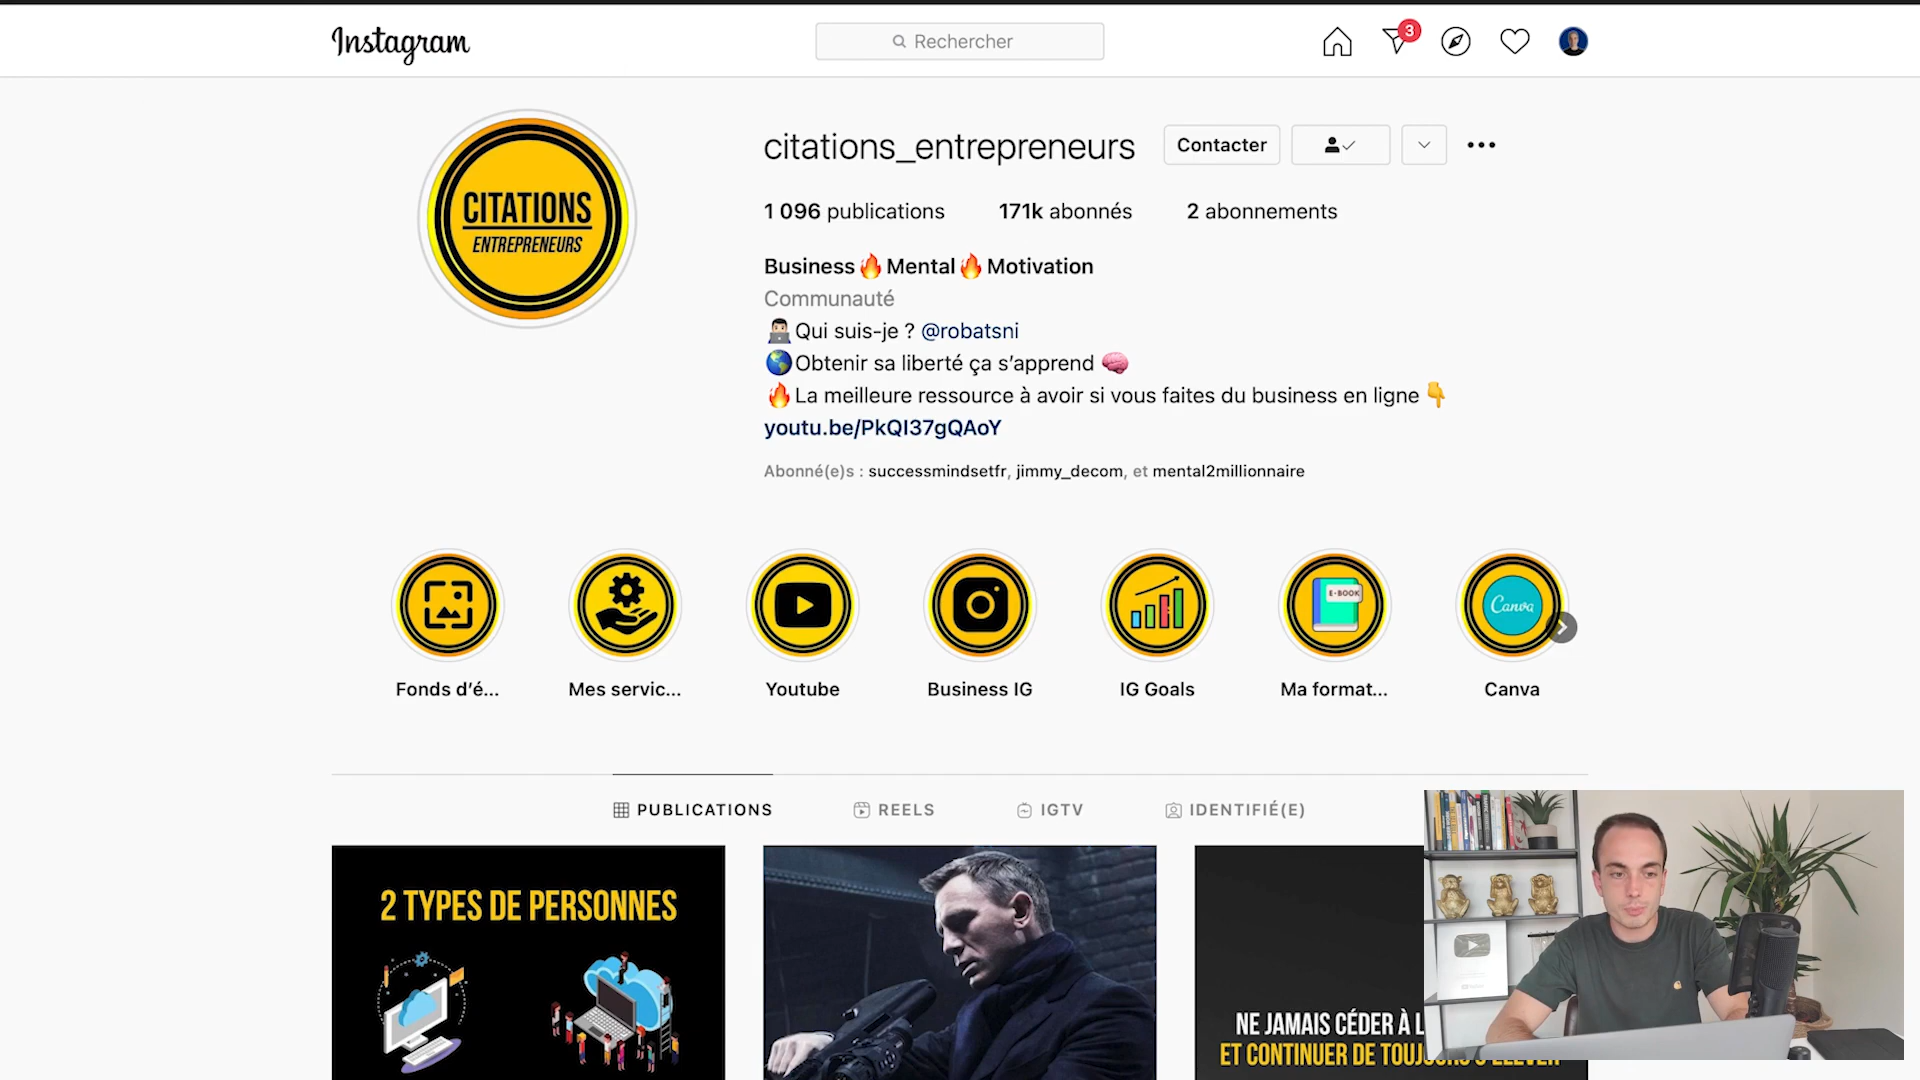 Instagram
Rechercher
3
citations_entrepreneurs
Contacter
1 096 publications
171k abonnés
2 abonnements
Business🔥Mental🔥Motivation
Communauté
👨🏻‍💻Qui suis-je ? @robatsni
🌎Obtenir sa liberté ça s’apprend 🧠
🔥La meilleure ressource à avoir si vous faites du business en ligne 👇
youtu.be/PkQI37gQAoY
Abonné(e)s : successmindsetfr, jimmy_decom, et mental2millionnaire
CITATIONS
ENTREPRENEURS
E-BOOK
Canva
Fonds d’é...
Mes servic...
Youtube
Business IG
IG Goals
Ma format...
Canva
PUBLICATIONS
REELS
IGTV
IDENTIFIÉ(E)
2 TYPES DE PERSONNES
NE JAMAIS CÉDER À L
ET CONTINUER DE TOUJOURS S'ÉLEVER